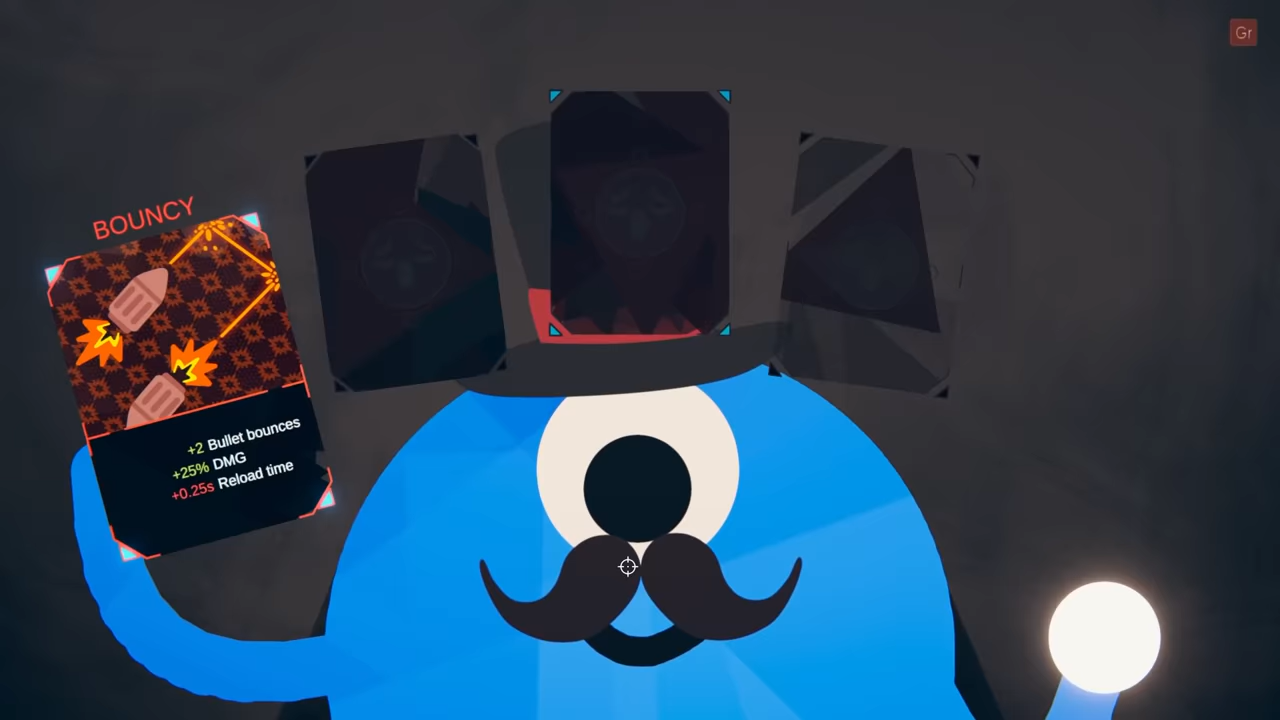 Gr
BOUNCY
+2 Bullet bounces
+25% DMG
+0.25s Reload time